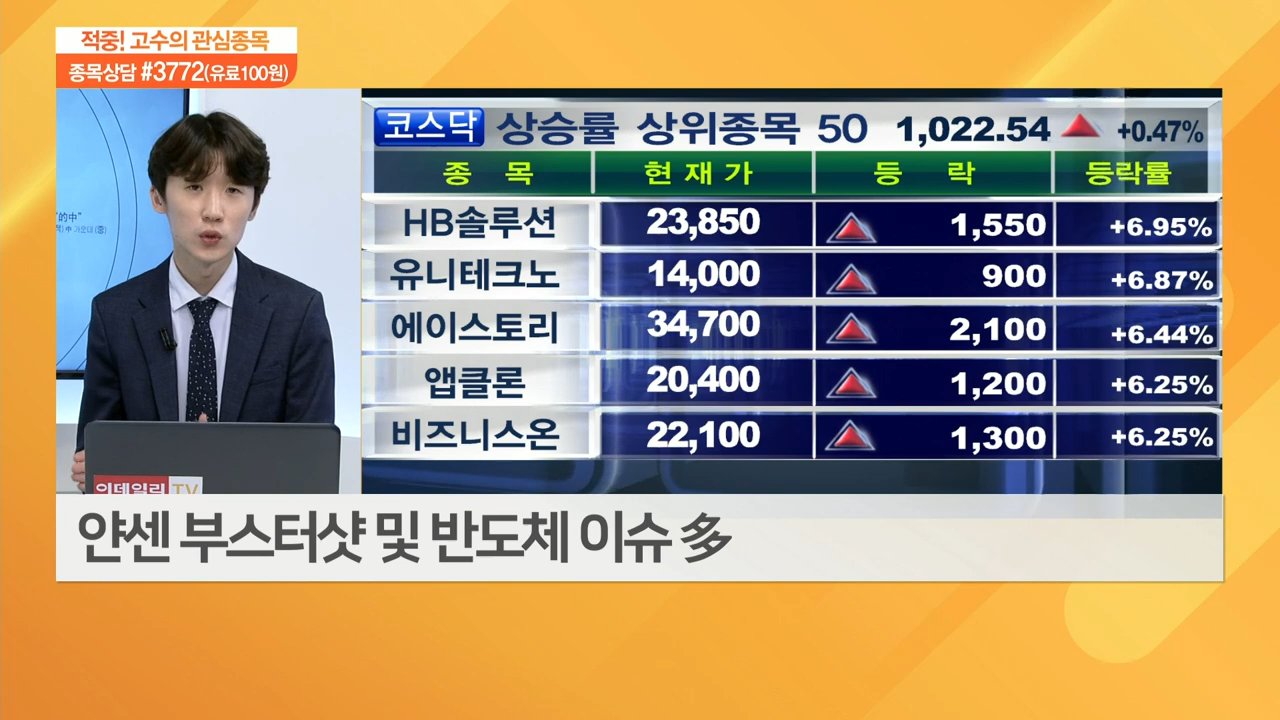 적중! 고수의 관심종목
종목상담 #3772(유료100원)
"的中"
코스닥 상승률 상위종목 50 1,022.54 ▲ +0.47%
종 목 현 재 가 등 락 등락률
HB솔루션 23,850 ▲ 1,550 +6.95%
유니테크노 14,000 ▲ 900 +6.87%
에이스토리 34,700 ▲ 2,100 +6.44%
앱클론 20,400 ▲ 1,200 +6.25%
비즈니스온 22,100 ▲ 1,300 +6.25%
이데일리 TV
얀센 부스터샷 및 반도체 이슈 多